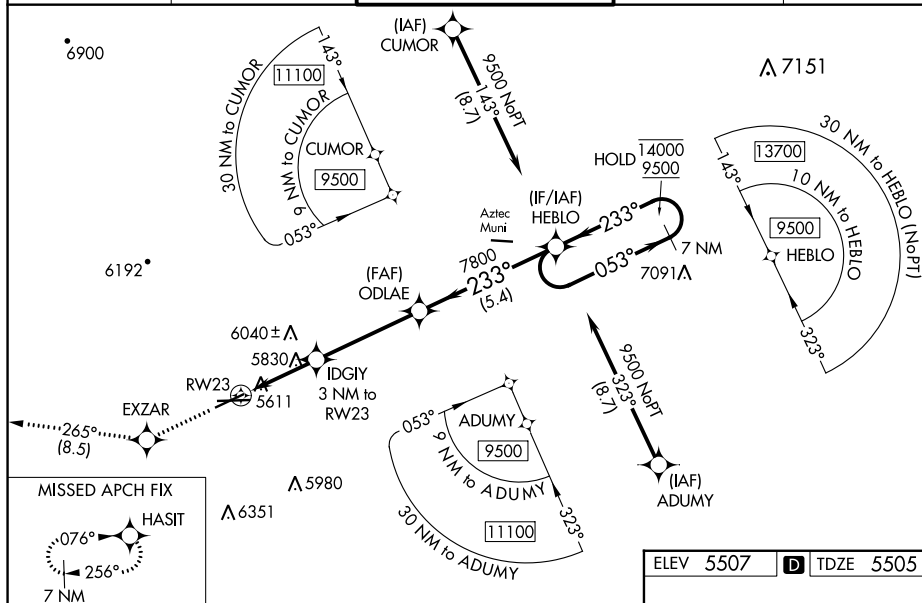 (IAF)
CUMOR
6900
143°
11100
30 NM to CUMOR
9 NM to CUMOR
CUMOR
9500
053°
9500 NoPT
143°
(8.7)
7151
30 NM to HEBLO (NoPT)
13700
143°
10 NM to HEBLO
9500
HEBLO
323°
HOLD 14000
9500
(IF/IAF)
HEBLO
Aztec
Muni
233°
053°
7 NM
7091
6192
7800
233°
(5.4)
(FAF)
ODLAE
6040±
5830
IDGIY
3 NM to
RW23
RW23
5611
EXZAR
265°
(8.5)
9500 NoPT
323°
(8.7)
(IAF)
ADUMY
053°
ADUMY
9500
9 NM to ADUMY
323°
11100
30 NM to ADUMY
5980
6351
MISSED APCH FIX
HASIT
076°
256°
7 NM
ELEV 5507 D TDZE 5505